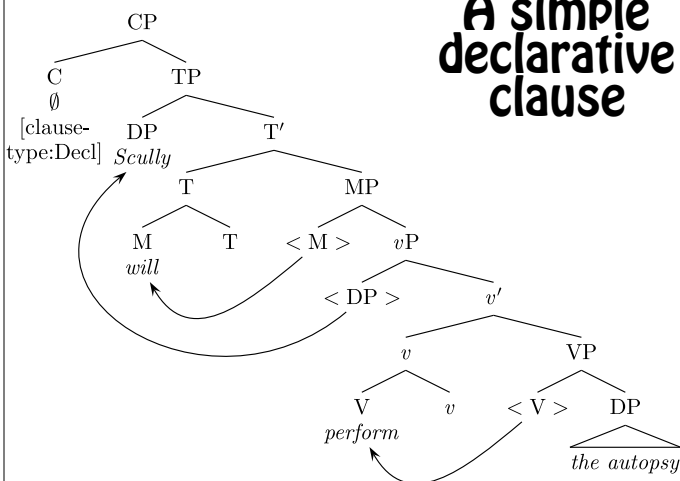 A simple
declarative
clause
CP
C TP
∅
[clause-
type:Decl]
DP T′
Scully
T MP
M T < M > vP
will
< DP > v′
v VP
V v < V > DP
perform
the autopsy